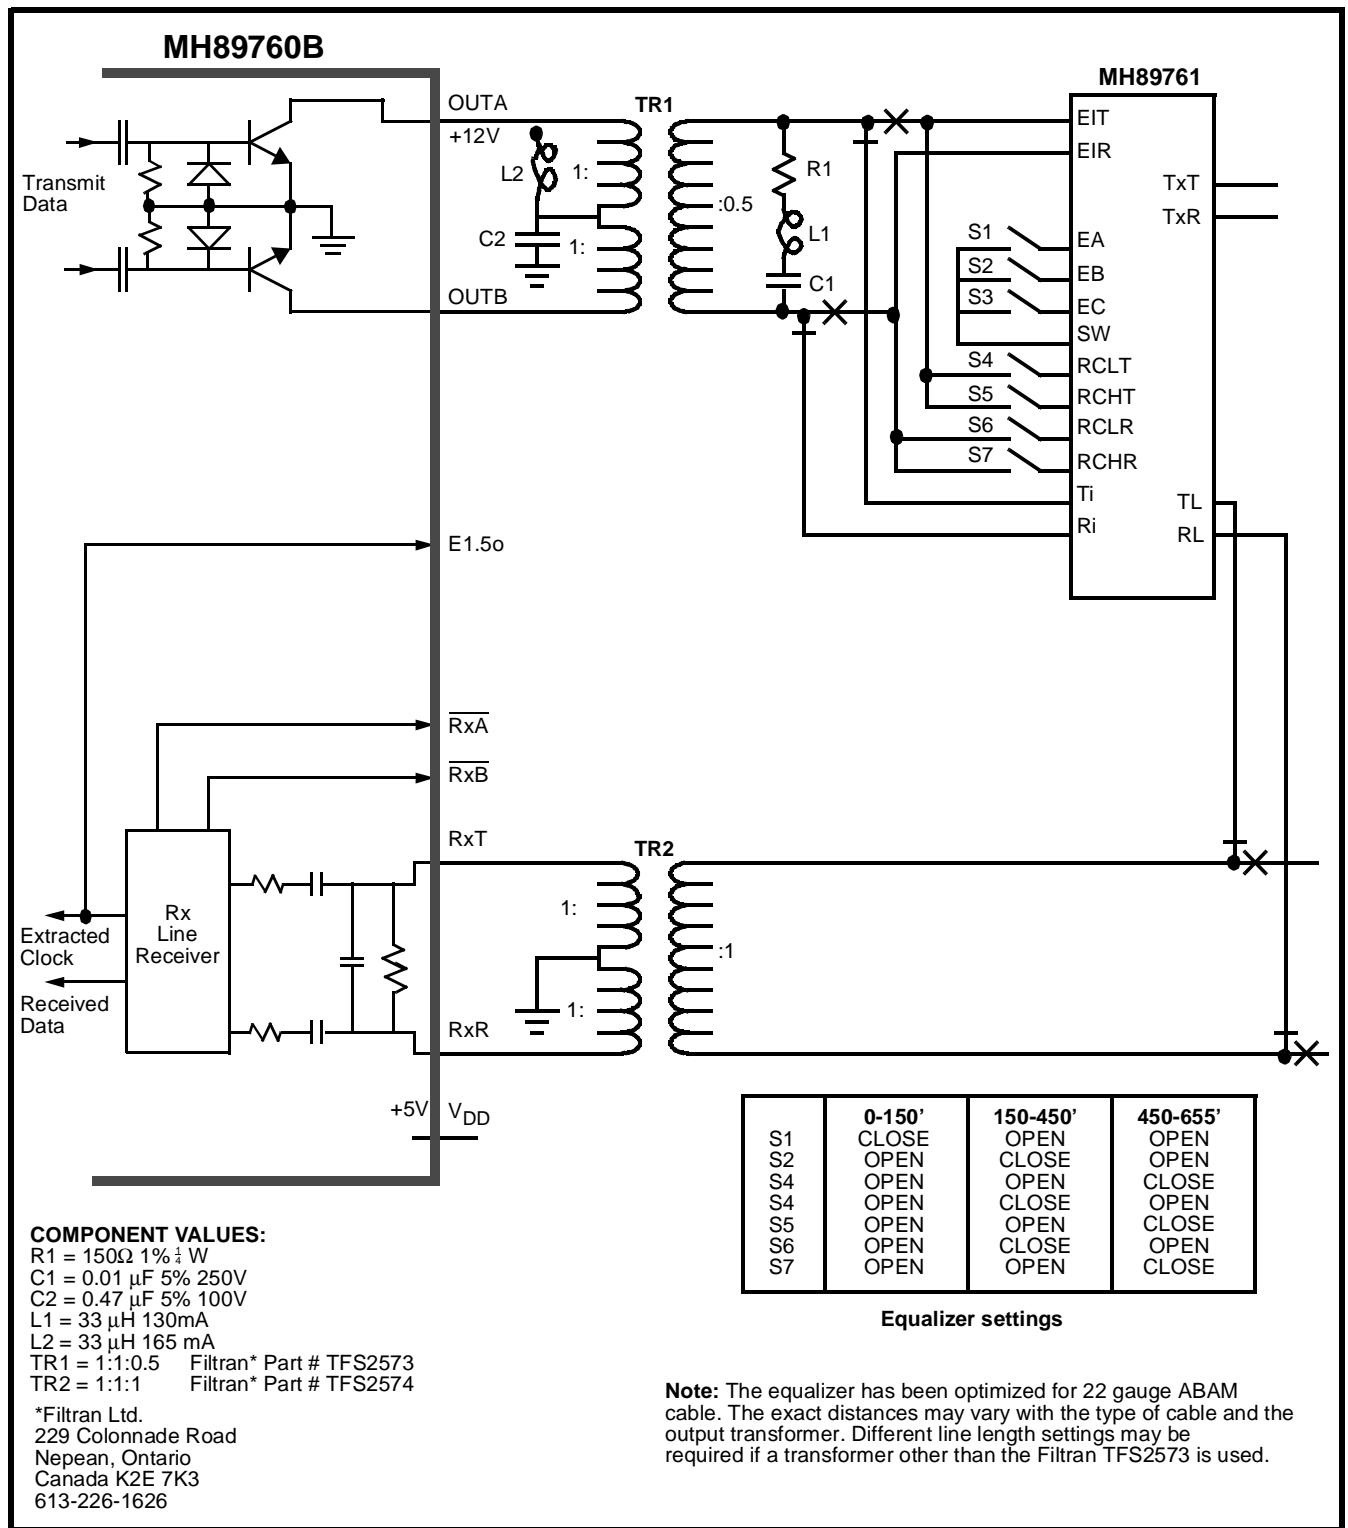 MH89760B
MH89761
OUTA
TR1
+12V
EIT
EIR
Transmit
Data
L2
1:
:0.5
R1
TxT
TxR
C2
1:
L1
C1
OUTB
S1
EA
S2
EB
S3
EC
SW
S4
RCLT
S5
RCHT
S6
RCLR
S7
RCHR
Ti
TL
Ri
RL
E1.5o
RxA
RxB
RxT
TR2
Rx
Line
Receiver
Extracted
Clock
Received
Data
1:
:1
1:
RxR
+5V
VDD
0-150' 150-450' 450-655'
S1 CLOSE OPEN OPEN
S2 OPEN CLOSE OPEN
S4 OPEN OPEN CLOSE
S4 OPEN CLOSE OPEN
S5 OPEN OPEN CLOSE
S6 OPEN CLOSE OPEN
S7 OPEN OPEN CLOSE
Equalizer settings
COMPONENT VALUES:
R1 = 150Ω 1% ¼ W
C1 = 0.01 μF 5% 250V
C2 = 0.47 μF 5% 100V
L1 = 33 μH 130mA
L2 = 33 μH 165 mA
TR1 = 1:1:0.5 Filtran* Part # TFS2573
TR2 = 1:1:1 Filtran* Part # TFS2574
*Filtran Ltd.
229 Colonnade Road
Nepean, Ontario
Canada K2E 7K3
613-226-1626
Note: The equalizer has been optimized for 22 gauge ABAM
cable. The exact distances may vary with the type of cable and the
output transformer. Different line length settings may be
required if a transformer other than the Filtran TFS2573 is used.